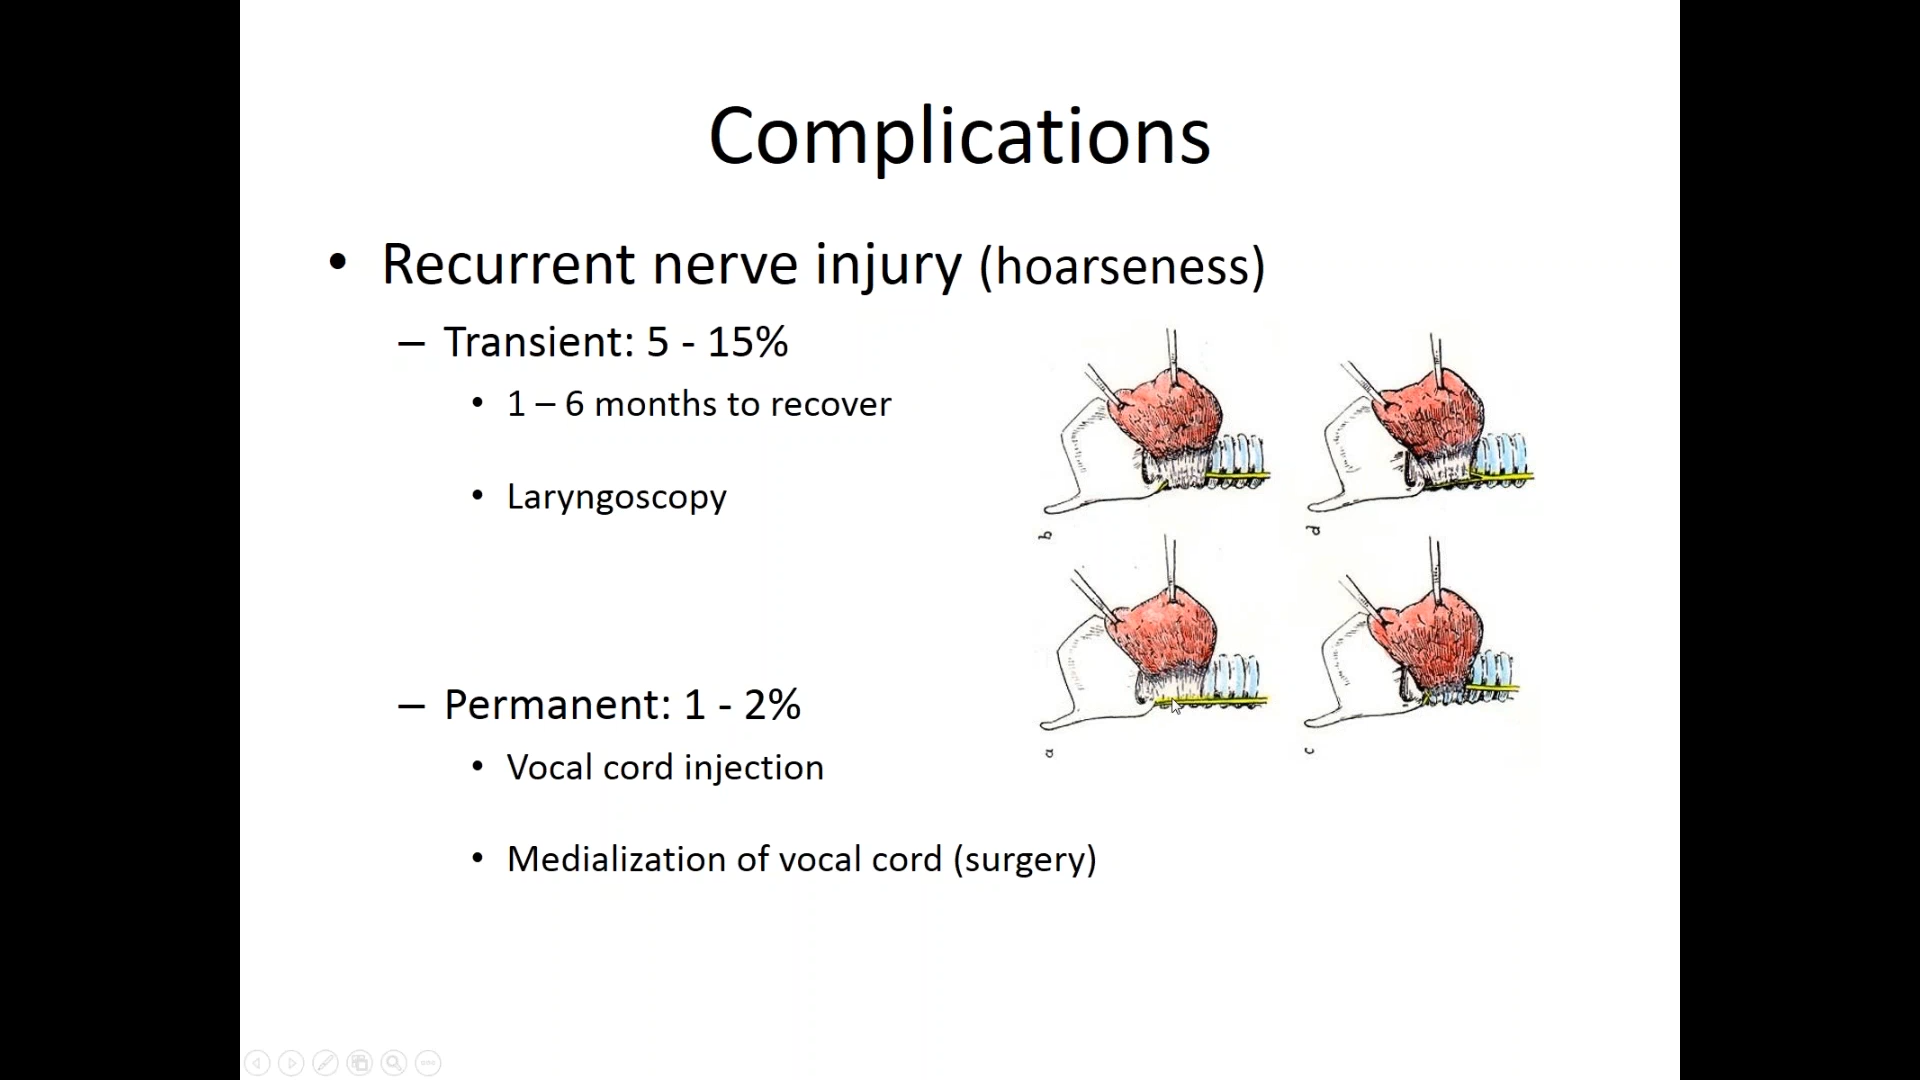 Complications
• Recurrent nerve injury (hoarseness)
– Transient: 5 - 15%
• 1 – 6 months to recover
• Laryngoscopy
– Permanent: 1 - 2%
• Vocal cord injection
• Medialization of vocal cord (surgery)
b
d
a
c